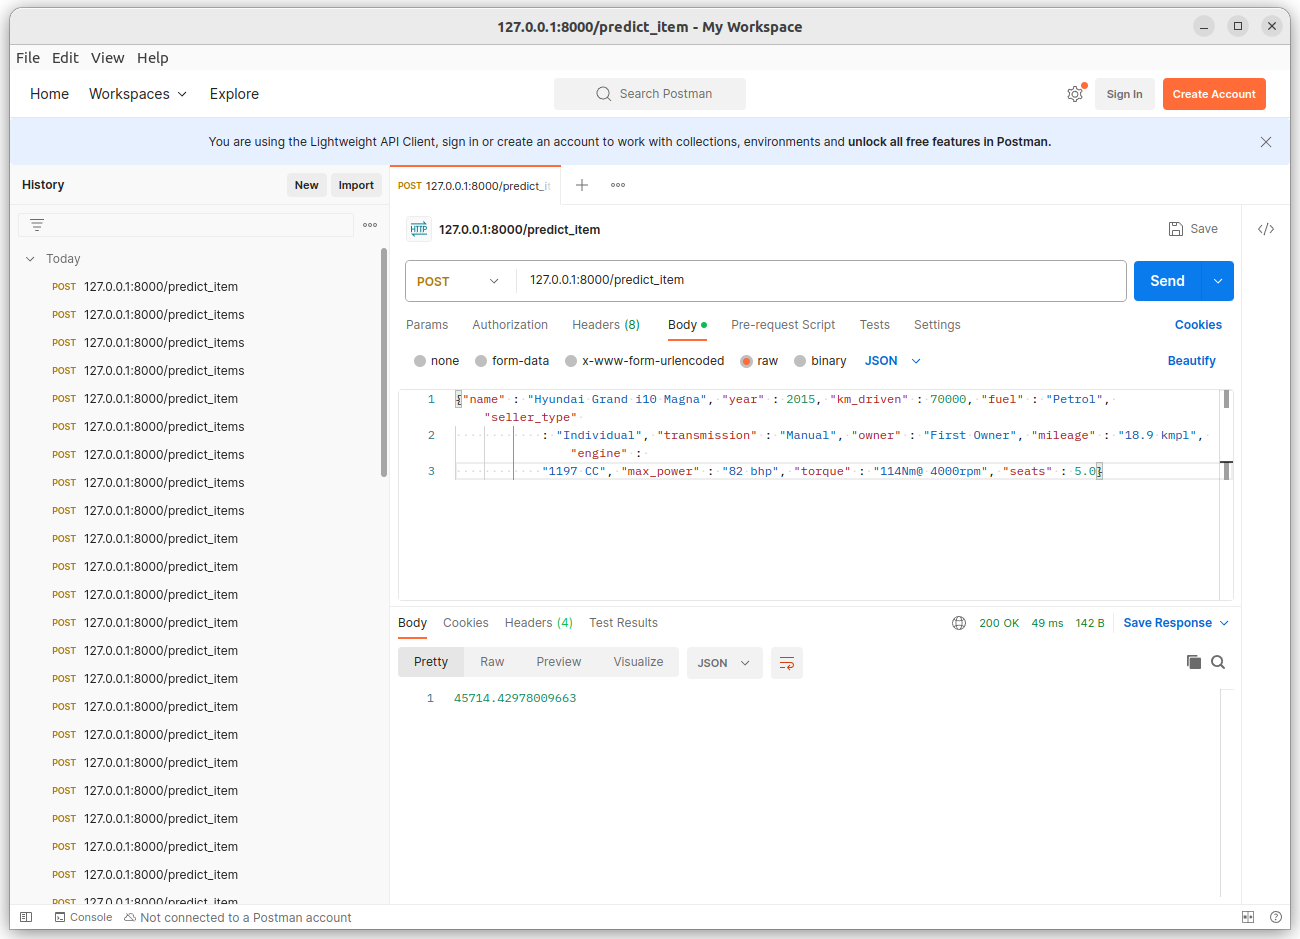 127.0.0.1:8000/predict_item - My Workspace
File Edit View Help
Home Workspaces Explore
Search Postman
Sign In
Create Account
You are using the Lightweight API Client, sign in or create an account to work with collections, environments and unlock all free features in Postman.
History
New
Import
Today
POST 127.0.0.1:8000/predict_item
POST 127.0.0.1:8000/predict_items
POST 127.0.0.1:8000/predict_items
POST 127.0.0.1:8000/predict_items
POST 127.0.0.1:8000/predict_item
POST 127.0.0.1:8000/predict_items
POST 127.0.0.1:8000/predict_items
POST 127.0.0.1:8000/predict_items
POST 127.0.0.1:8000/predict_items
POST 127.0.0.1:8000/predict_item
POST 127.0.0.1:8000/predict_item
POST 127.0.0.1:8000/predict_item
POST 127.0.0.1:8000/predict_item
POST 127.0.0.1:8000/predict_item
POST 127.0.0.1:8000/predict_item
POST 127.0.0.1:8000/predict_item
POST 127.0.0.1:8000/predict_item
POST 127.0.0.1:8000/predict_item
POST 127.0.0.1:8000/predict_item
POST 127.0.0.1:8000/predict_item
POST 127.0.0.1:8000/predict_item
POST 127.0.0.1:8000/predict_item
POST 127.0.0.1:8000/predict_item
POST 127.0.0.1:8000/predict_it
HTTP 127.0.0.1:8000/predict_item
Save
</>
POST 127.0.0.1:8000/predict_item
Send
Params Authorization Headers (8) Body Pre-request Script Tests Settings Cookies
none form-data x-www-form-urlencoded raw binary JSON Beautify
1 {"name" : "Hyundai Grand i10 Magna", "year" : 2015, "km_driven" : 70000, "fuel" : "Petrol",
"seller_type"
2 : "Individual", "transmission" : "Manual", "owner" : "First Owner", "mileage" : "18.9 kmpl",
"engine" :
3 "1197 CC", "max_power" : "82 bhp", "torque" : "114Nm@ 4000rpm", "seats" : 5.0}
Body Cookies Headers (4) Test Results 200 OK 49 ms 142 B Save Response
Pretty Raw Preview Visualize JSON
1 45714.42978009663
Console Not connected to a Postman account